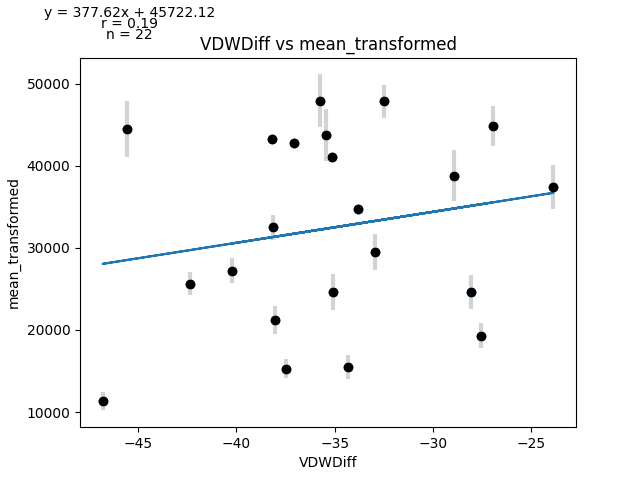 y = 377.62x + 45722.12
r = 0.19
n = 22
VDWDiff vs mean_transformed
50000
40000
30000
20000
10000
mean_transformed
−45
−40
−35
−30
−25
VDWDiff